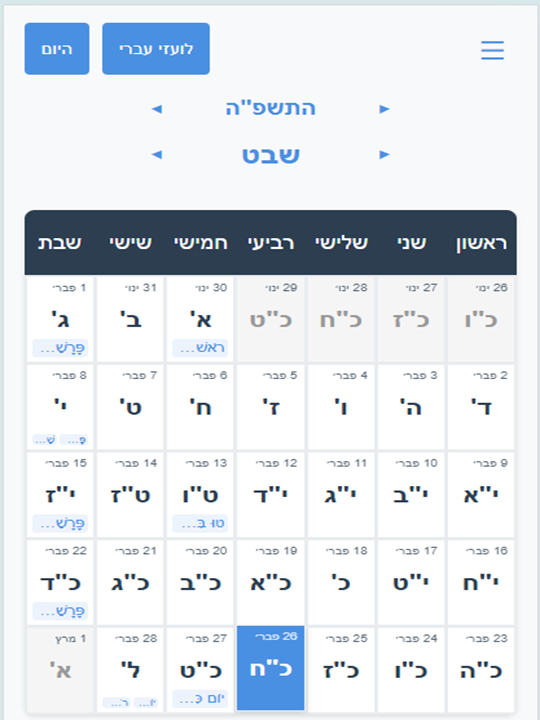 לועזי עברי היום
► התשפ"ה ◄
► שבט ◄
ראשון שני שלישי רביעי חמישי שישי שבת
26 ינו׳ 27 ינו׳ 28 ינו׳ 29 ינו׳ 30 ינו׳ 31 ינו׳ 1 פבר׳
כ"ו כ"ז כ"ח כ"ט א' ב' ג'
ראש... פָּרָשַׁ...
2 פבר׳ 3 פבר׳ 4 פבר׳ 5 פבר׳ 6 פבר׳ 7 פבר׳ 8 פבר׳
ד' ה' ו' ז' ח' ט' י'
פָּ... שַׁ...
9 פבר׳ 10 פבר׳ 11 פבר׳ 12 פבר׳ 13 פבר׳ 14 פבר׳ 15 פבר׳
י"א י"ב י"ג י"ד ט"ו ט"ז י"ז
טוּ בִּ... פָּרָשַׁ...
16 פבר׳ 17 פבר׳ 18 פבר׳ 19 פבר׳ 20 פבר׳ 21 פבר׳ 22 פבר׳
י"ח י"ט כ' כ"א כ"ב כ"ג כ"ד
פָּרָשַׁ...
23 פבר׳ 24 פבר׳ 25 פבר׳ 26 פבר׳ 27 פבר׳ 28 פבר׳ 1 מרץ
כ"ה כ"ו כ"ז כ"ח כ"ט ל' א'
יוֹם כִּ... יוֹ... ר...